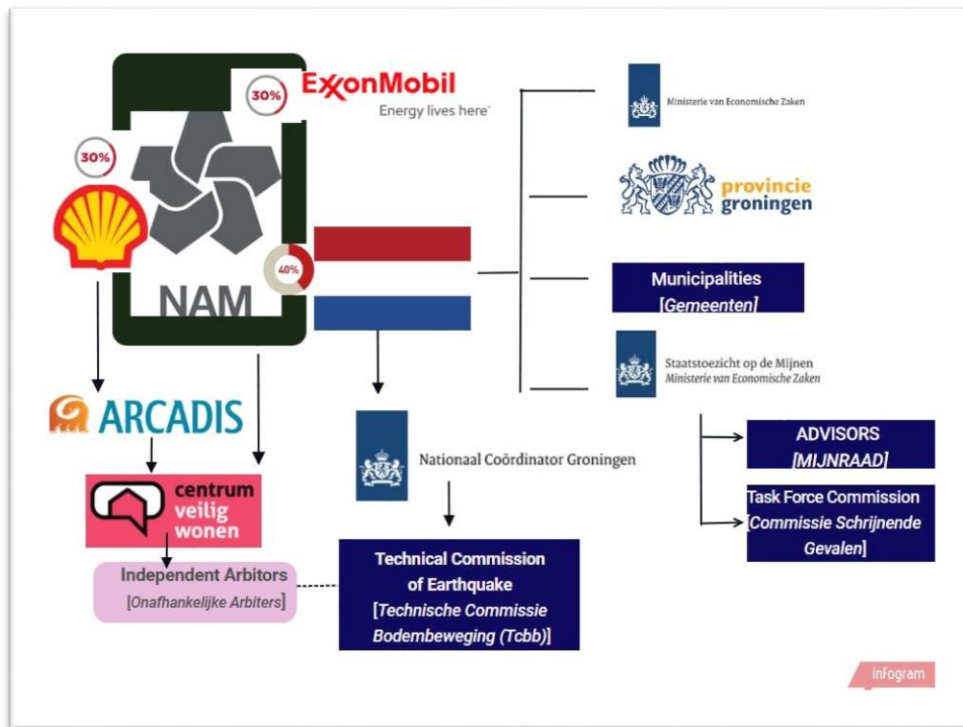 30%
ExxonMobil
Energy lives here™
30%
40%
NAM
Ministerie van Economische Zaken
provincie
groningen
Municipalities
[Gemeenten]
Staatstoezicht op de Mijnen
Ministerie van Economische Zaken
ARCADIS
Nationaal Coördinator Groningen
ADVISORS
[MIJNRAAD]
Task Force Commission
[Commissie Schrijnende
Gevalen]
centrum
veilig
wonen
Independent Arbitors
[Onafhankelijke Arbiters]
Technical Commission
of Earthquake
[Technische Commissie
Bodembeweging (Tcbb)]
infogram